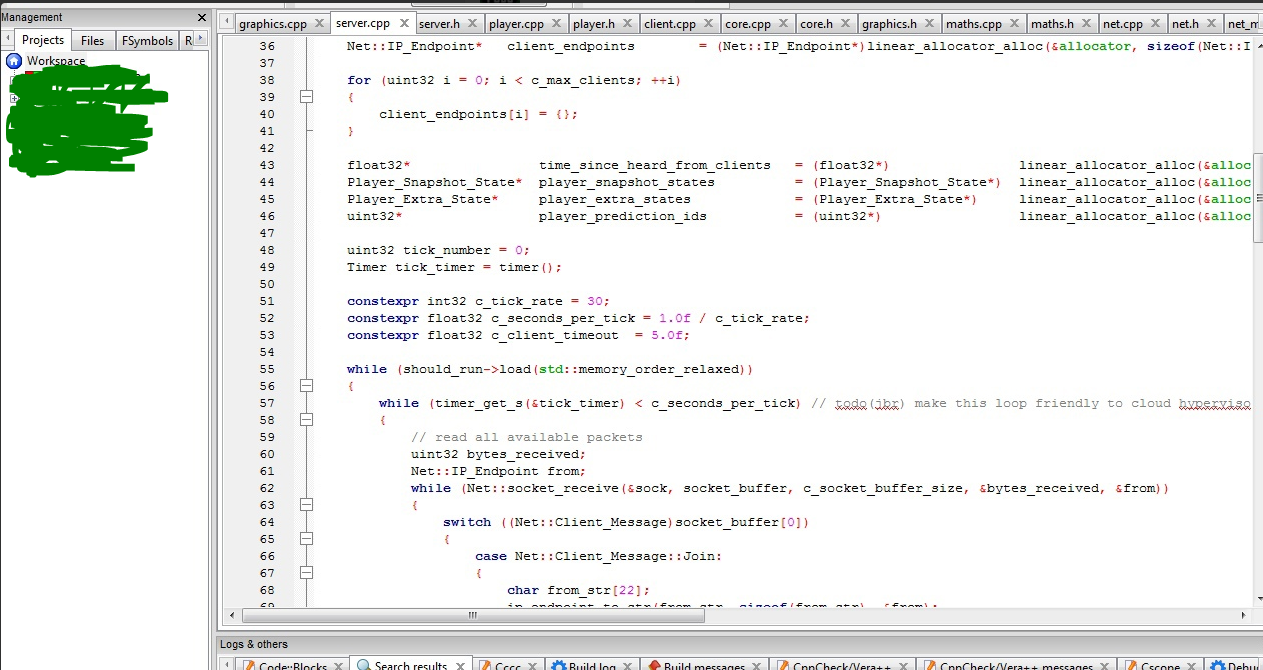 Management
Projects Files FSymbols R
Workspace
graphics.cpp server.cpp server.h player.cpp player.h client.cpp core.cpp core.h graphics.h maths.cpp maths.h net.cpp net.h net_m
36 Net::IP_Endpoint* client_endpoints = (Net::IP_Endpoint*)linear_allocator_alloc(&allocator, sizeof(Net::I
37
38 for (uint32 i = 0; i < c_max_clients; ++i)
39 {
40 client_endpoints[i] = {};
41 }
42
43 float32* time_since_heard_from_clients = (float32*) linear_allocator_alloc(&alloc
44 Player_Snapshot_State* player_snapshot_states = (Player_Snapshot_State*) linear_allocator_alloc(&alloc
45 Player_Extra_State* player_extra_states = (Player_Extra_State*) linear_allocator_alloc(&alloc
46 uint32* player_prediction_ids = (uint32*) linear_allocator_alloc(&alloc
47
48 uint32 tick_number = 0;
49 Timer tick_timer = timer();
50
51 constexpr int32 c_tick_rate = 30;
52 constexpr float32 c_seconds_per_tick = 1.0f / c_tick_rate;
53 constexpr float32 c_client_timeout = 5.0f;
54
55 while (should_run->load(std::memory_order_relaxed))
56 {
57 while (timer_get_s(&tick_timer) < c_seconds_per_tick) // todo(jbr) make this loop friendly to cloud hyperviso
58 {
59 // read all available packets
60 uint32 bytes_received;
61 Net::IP_Endpoint from;
62 while (Net::socket_receive(&sock, socket_buffer, c_socket_buffer_size, &bytes_received, &from))
63 {
64 switch ((Net::Client_Message)socket_buffer[0])
65 {
66 case Net::Client_Message::Join:
67 {
68 char from_str[22];
69 ip_endpoint_to_str(from_str, sizeof(from_str), &from);
Logs & others
Code::Blocks Search results Cccc Build log Build messages CppCheck/Vera++ CppCheck/Vera++ messages Cscope Debu